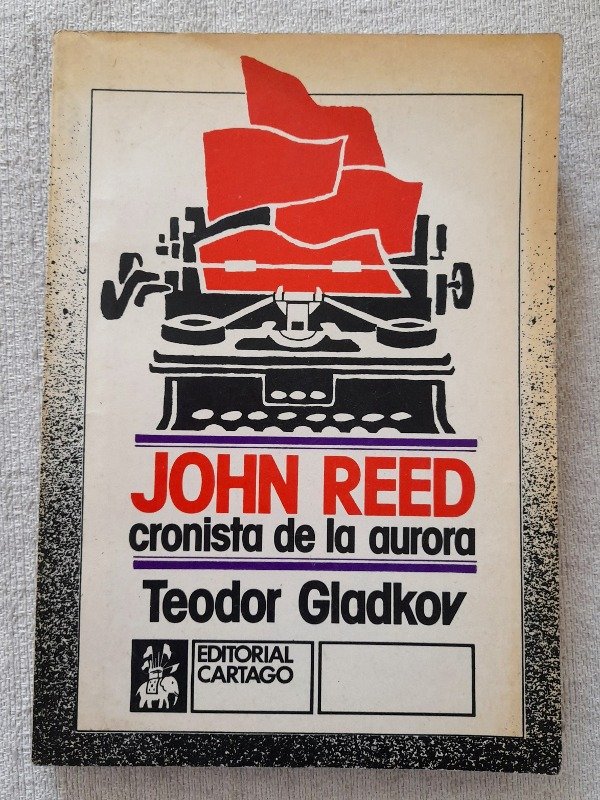 JOHN REED
cronista de la aurora
Teodor Gladkov
EDITORIAL
CARTAGO